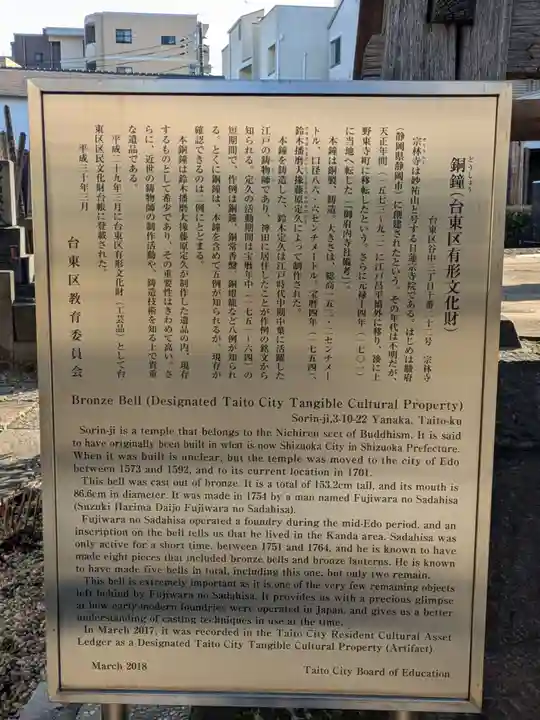 銅鐘（台東区有形文化財）
どうしょう
台東区谷中三丁目十番二十二号　宗林寺
宗林寺は妙祐山と号する日蓮宗寺院である。はじめは駿府
（静岡県静岡市）に創建されたという。その年代は不明だが、
天正年間（一五七三〜九二）に江戸昌平橋外に移り、後に上
野東寺町に移転したという。さらに元禄十四年（一七〇一）
に当地へ転じた（『御府内寺社備考』）。
本鐘は銅製、鋳造、大きさは、総高一五三・二センチメー
トル、口径八六・六センチメートル。宝暦四年（一七五四）、
鈴木播磨大掾藤原定久によって制作された。
本鐘を鋳造した、鈴木定久は江戸時代中期中葉に活躍した
江戸の鋳物師であり、神田に居住したことが作例の銘文から
知られる。定久の活動期間は宝暦年中（一七五一〜六四）の
短期間で、作例は銅鐘、銅常香盤、銅燈籠など八例が知られ
る。とくに銅鐘は、本鐘を含めて五例が知られるが、現存が
確認できるのは二例にとどまる。
本銅鐘は鈴木播磨大掾藤原定久が制作した遺品の内、現存
するものとして希少であり、その重要性はきわめて高い。さ
らに、近世の鋳物師の制作活動や、鋳造技術を知る上で貴重
な遺品である。
平成二十九年三月に台東区有形文化財（工芸品）として台
東区区民文化財台帳に登載された。
平成三十年三月
台東区教育委員会
Bronze Bell (Designated Taito City Tangible Cultural Property)
Sorin-ji,3-10-22 Yanaka, Taito-ku
Sorin-ji is a temple that belongs to the Nichiren sect of Buddhism. It is said
to have originally been built in what is now Shizuoka City in Shizuoka Prefecture.
When it was built is unclear, but the temple was moved to the city of Edo
between 1573 and 1592, and to its current location in 1701.
This bell was cast out of bronze. It is a total of 153.2cm tall, and its mouth is
86.6cm in diameter. It was made in 1754 by a man named Fujiwara no Sadahisa
(Suzuki Harima Daijo Fujiwara no Sadahisa).
Fujiwara no Sadahisa operated a foundry during the mid-Edo period, and an
inscription on the bell tells us that he lived in the Kanda area. Sadahisa was
only active for a short time, between 1751 and 1764, and he is known to have
made eight pieces that included bronze bells and bronze lanterns. He is known
to have made five bells in total, including this one, but only two remain.
This bell is extremely important as it is one of the very few remaining objects
left behind by Fujiwara no Sadahisa. It provides us with a precious glimpse
at how early modern foundries were operated in Japan, and gives us a better
understanding of casting techniques in use at the time.
In March 2017, it was recorded in the Taito City Resident Cultural Asset
Ledger as a Designated Taito City Tangible Cultural Property (Artifact)
March 2018
Taito City Board of Education